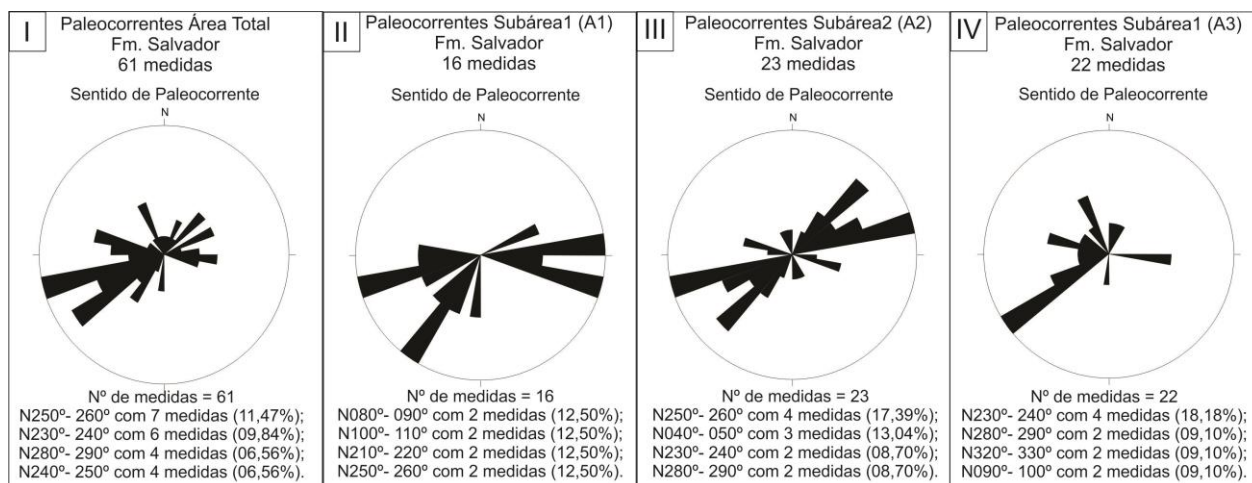 I
Paleocorrentes Área Total
Fm. Salvador
61 medidas
Sentido de Paleocorrente
N
Nº de medidas = 61
N250º- 260º com 7 medidas (11,47%);
N230º- 240º com 6 medidas (09,84%);
N280º- 290º com 4 medidas (06,56%);
N240º- 250º com 4 medidas (06,56%).
II
Paleocorrentes Subárea1 (A1)
Fm. Salvador
16 medidas
Sentido de Paleocorrente
N
Nº de medidas = 16
N080º- 090º com 2 medidas (12,50%);
N100º- 110º com 2 medidas (12,50%);
N210º- 220º com 2 medidas (12,50%);
N250º- 260º com 2 medidas (12,50%).
III
Paleocorrentes Subárea2 (A2)
Fm. Salvador
23 medidas
Sentido de Paleocorrente
N
Nº de medidas = 23
N250º- 260º com 4 medidas (17,39%);
N040º- 050º com 3 medidas (13,04%);
N230º- 240º com 2 medidas (08,70%);
N280º- 290º com 2 medidas (08,70%).
IV
Paleocorrentes Subárea1 (A3)
Fm. Salvador
22 medidas
Sentido de Paleocorrente
N
Nº de medidas = 22
N230º- 240º com 4 medidas (18,18%);
N280º- 290º com 2 medidas (09,10%);
N320º- 330º com 2 medidas (09,10%);
N090º- 100º com 2 medidas (09,10%).